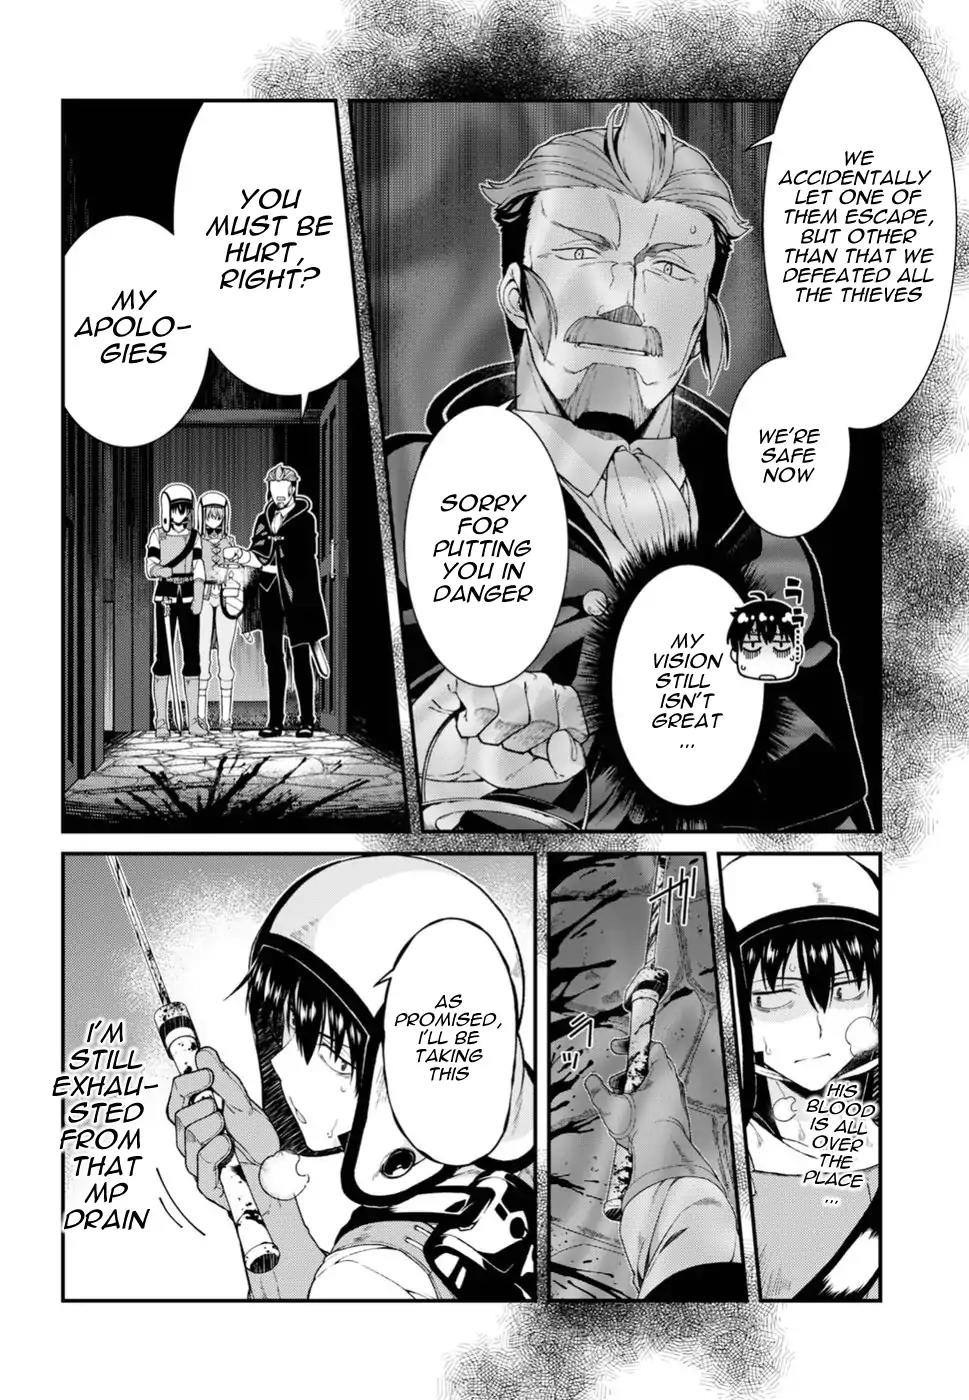 WE
ACCIDENTALLY
LET ONE OF
THEM ESCAPE,
BUT OTHER
THAN THAT WE
DEFEATED ALL
THE THIEVES
WE'RE
SAFE
NOW
SORRY
FOR
PUTTING
YOU IN
DANGER
うう…
MY
VISION
STILL
ISN'T
GREAT
...
YOU
MUST BE
HURT,
RIGHT?
MY
APOLO-
GIES
HIS
BLOOD
IS ALL
OVER
THE
PLACE
...
AS
PROMISED,
I'LL BE
TAKING
THIS
I'M
STILL
EXHAU-
STED
FROM
THAT
MP
DRAIN